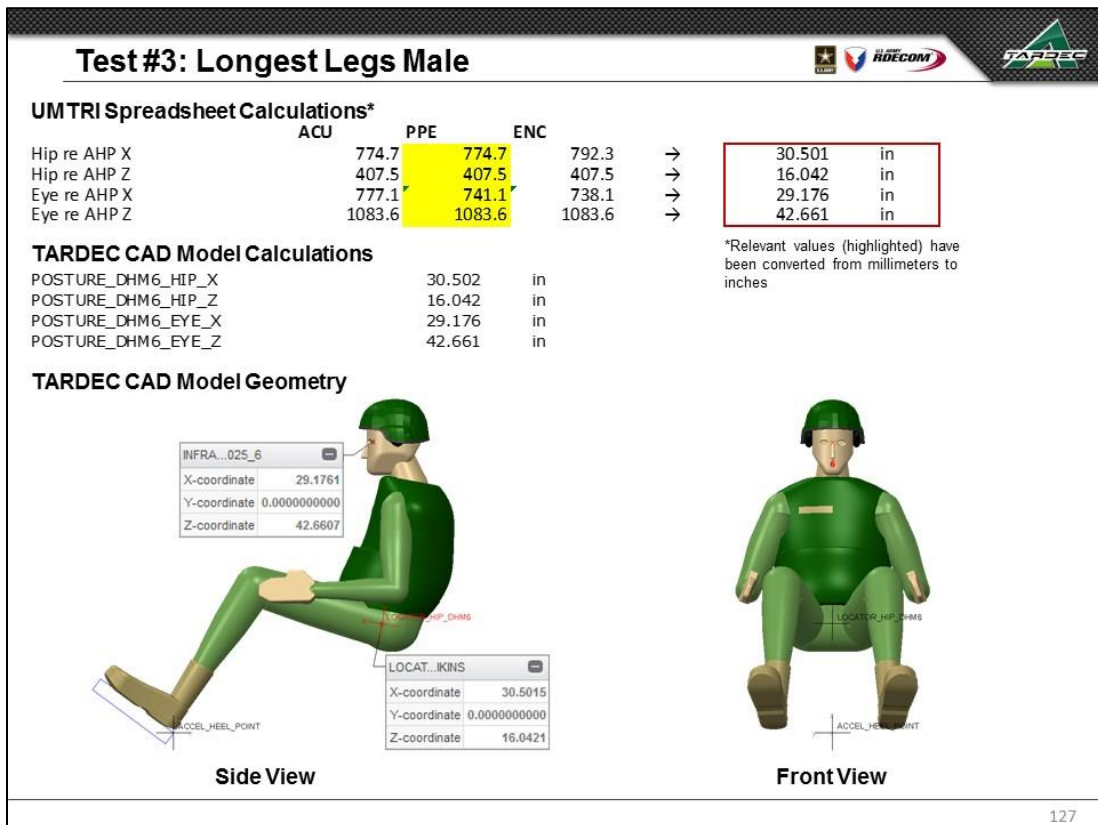 Test #3: Longest Legs Male
U.S. ARMY
U.S. ARMY
RDECOM
TARDEC
UMTRI Spreadsheet Calculations*
ACU PPE ENC
Hip re AHP X 774.7 774.7 792.3 → 30.501 in
Hip re AHP Z 407.5 407.5 407.5 → 16.042 in
Eye re AHP X 777.1 741.1 738.1 → 29.176 in
Eye re AHP Z 1083.6 1083.6 1083.6 → 42.661 in
*Relevant values (highlighted) have
been converted from millimeters to
inches
TARDEC CAD Model Calculations
POSTURE_DHM6_HIP_X 30.502 in
POSTURE_DHM6_HIP_Z 16.042 in
POSTURE_DHM6_EYE_X 29.176 in
POSTURE_DHM6_EYE_Z 42.661 in
TARDEC CAD Model Geometry
INFRA...025_6
X-coordinate 29.1761
Y-coordinate 0.0000000000
Z-coordinate 42.6607
6
LOCATOR_HIP_DHM6
LOCATOR_HIP_DHM6
LOCAT...IKINS
X-coordinate 30.5015
Y-coordinate 0.0000000000
Z-coordinate 16.0421
ACCEL_HEEL_POINT
ACCEL_HEEL_POINT
Side View
Front View
127